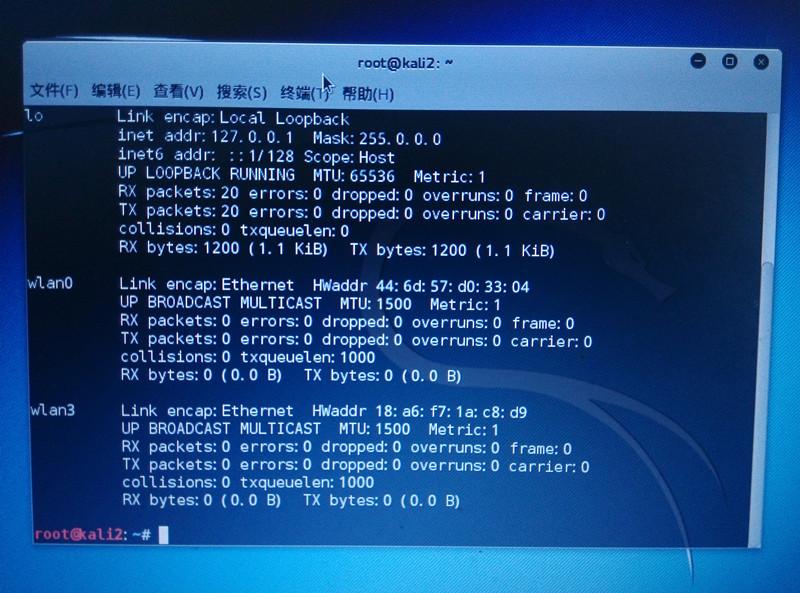 root@kali2: ~
文件(F) 编辑(E) 查看(V) 搜索(S) 终端(T) 帮助(H)
lo Link encap:Local Loopback
inet addr:127.0.0.1 Mask:255.0.0.0
inet6 addr: ::1/128 Scope:Host
UP LOOPBACK RUNNING MTU:65536 Metric:1
RX packets:20 errors:0 dropped:0 overruns:0 frame:0
TX packets:20 errors:0 dropped:0 overruns:0 carrier:0
collisions:0 txqueuelen:0
RX bytes:1200 (1.1 KiB) TX bytes:1200 (1.1 KiB)
wlan0 Link encap:Ethernet HWaddr 44:6d:57:d0:33:04
UP BROADCAST MULTICAST MTU:1500 Metric:1
RX packets:0 errors:0 dropped:0 overruns:0 frame:0
TX packets:0 errors:0 dropped:0 overruns:0 carrier:0
collisions:0 txqueuelen:1000
RX bytes:0 (0.0 B) TX bytes:0 (0.0 B)
wlan3 Link encap:Ethernet HWaddr 18:a6:f7:1a:c8:d9
UP BROADCAST MULTICAST MTU:1500 Metric:1
RX packets:0 errors:0 dropped:0 overruns:0 frame:0
TX packets:0 errors:0 dropped:0 overruns:0 carrier:0
collisions:0 txqueuelen:1000
RX bytes:0 (0.0 B) TX bytes:0 (0.0 B)
root@kali2:~#